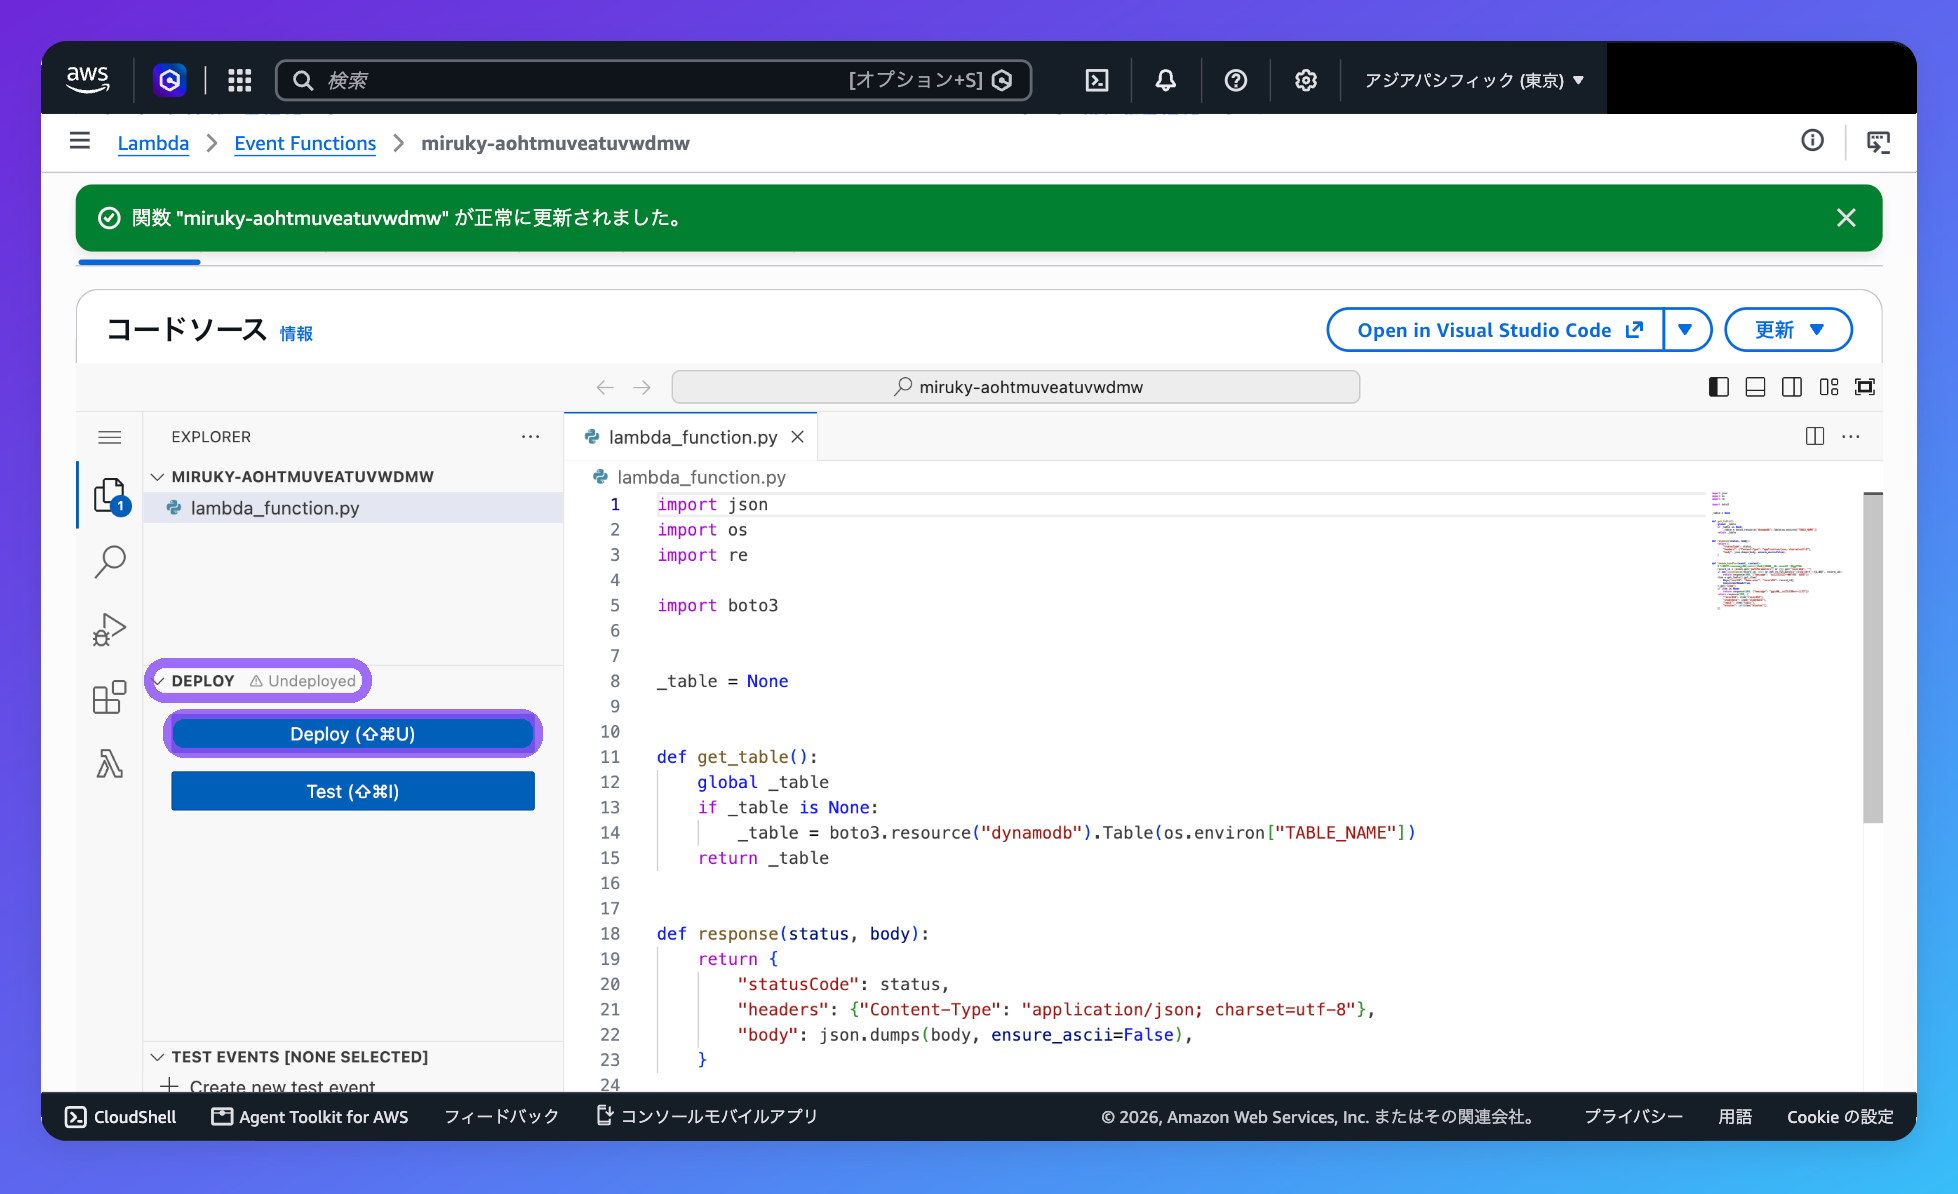 aws
検索 [オプション+S]
アジアパシフィック (東京)
Lambda
Event Functions
miruky-aohtmuveatuvwdmw
関数 "miruky-aohtmuveatuvwdmw" が正常に更新されました。
コードソース 情報
Open in Visual Studio Code
更新
miruky-aohtmuveatuvwdmw
EXPLORER
MIRUKY-AOHTMUVEATUVWDMW
lambda_function.py
1
DEPLOY Undeployed
Deploy (⇧⌘U)
Test (⇧⌘I)
TEST EVENTS [NONE SELECTED]
Create new test event
lambda_function.py
lambda_function.py
1 import json
2 import os
3 import re
4
5 import boto3
6
7
8 _table = None
9
10
11 def get_table():
12 global _table
13 if _table is None:
14 _table = boto3.resource("dynamodb").Table(os.environ["TABLE_NAME"])
15 return _table
16
17
18 def response(status, body):
19 return {
20 "statusCode": status,
21 "headers": {"Content-Type": "application/json; charset=utf-8"},
22 "body": json.dumps(body, ensure_ascii=False),
23 }
24
CloudShell
Agent Toolkit for AWS
フィードバック
コンソールモバイルアプリ
© 2026, Amazon Web Services, Inc. またはその関連会社。
プライバシー
用語
Cookie の設定